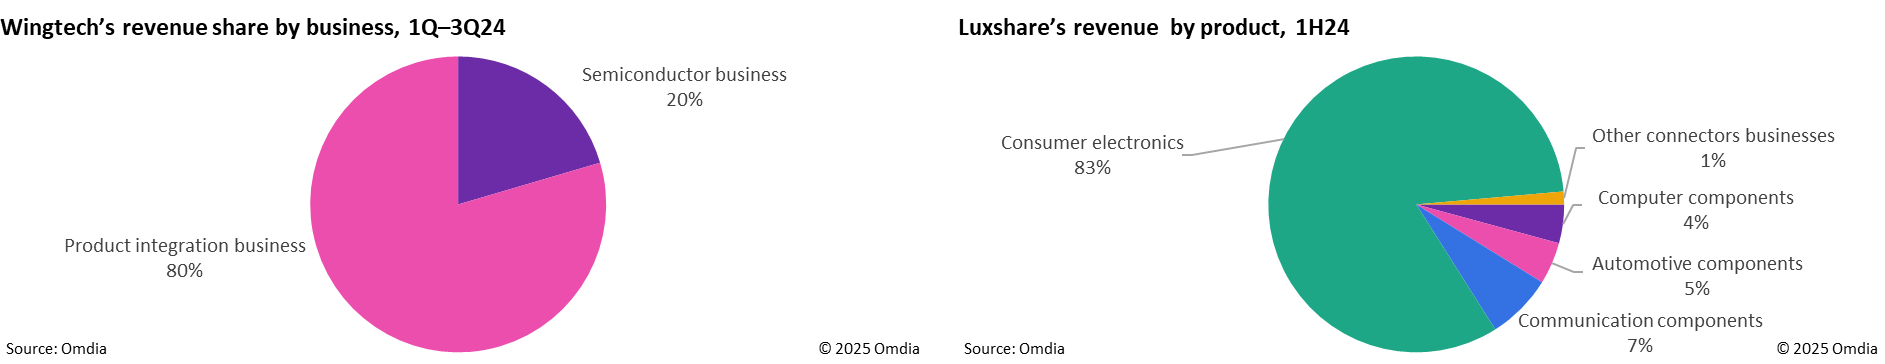 Wingtech’s revenue share by business, 1Q–3Q24
Semiconductor business
20%
Product integration business
80%
Source: Omdia
© 2025 Omdia
Luxshare’s revenue by product, 1H24
Consumer electronics
83%
Other connectors businesses
1%
Computer components
4%
Automotive components
5%
Communication components
7%
Source: Omdia
© 2025 Omdia